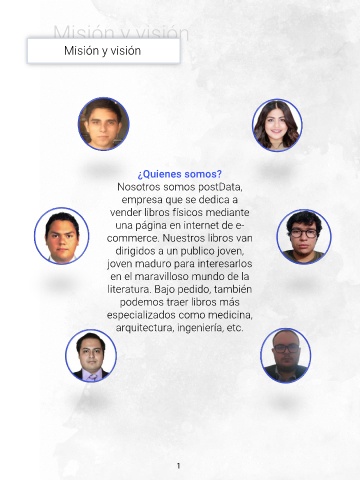 Misión y visión
Misión y visión
¿Quienes somos?
Nosotros somos postData,
empresa que se dedica a
vender libros físicos mediante
una página en internet de e-
commerce. Nuestros libros van
dirigidos a un publico joven,
joven maduro para interesarlos
en el maravilloso mundo de la
literatura. Bajo pedido, también
podemos traer libros más
especializados como medicina,
arquitectura, ingeniería, etc.
1